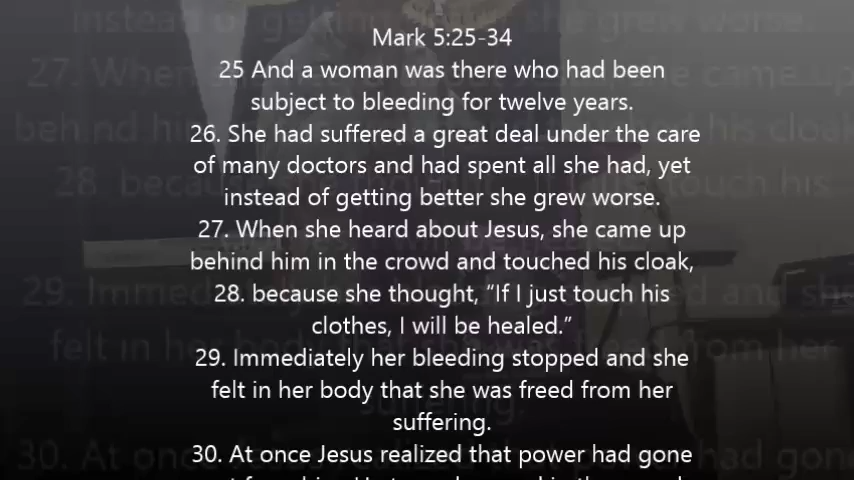 Mark 5:25-34
25 And a woman was there who had been
subject to bleeding for twelve years.
26. She had suffered a great deal under the care
of many doctors and had spent all she had, yet
instead of getting better she grew worse.
27. When she heard about Jesus, she came up
behind him in the crowd and touched his cloak,
28. because she thought, “If I just touch his
clothes, I will be healed.”
29. Immediately her bleeding stopped and she
felt in her body that she was freed from her
suffering.
30. At once Jesus realized that power had gone